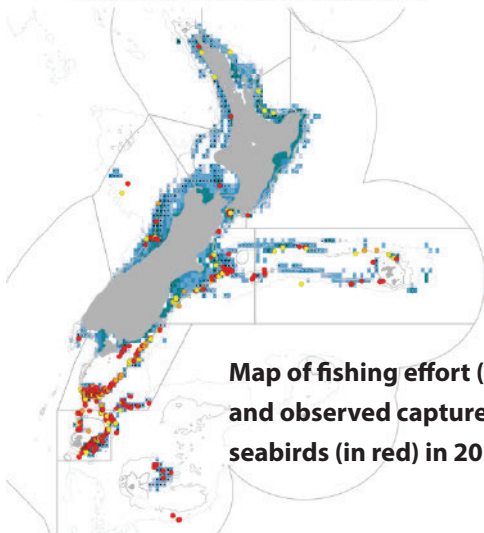 Map of fishing effort (
and observed capture
seabirds (in red) in 20